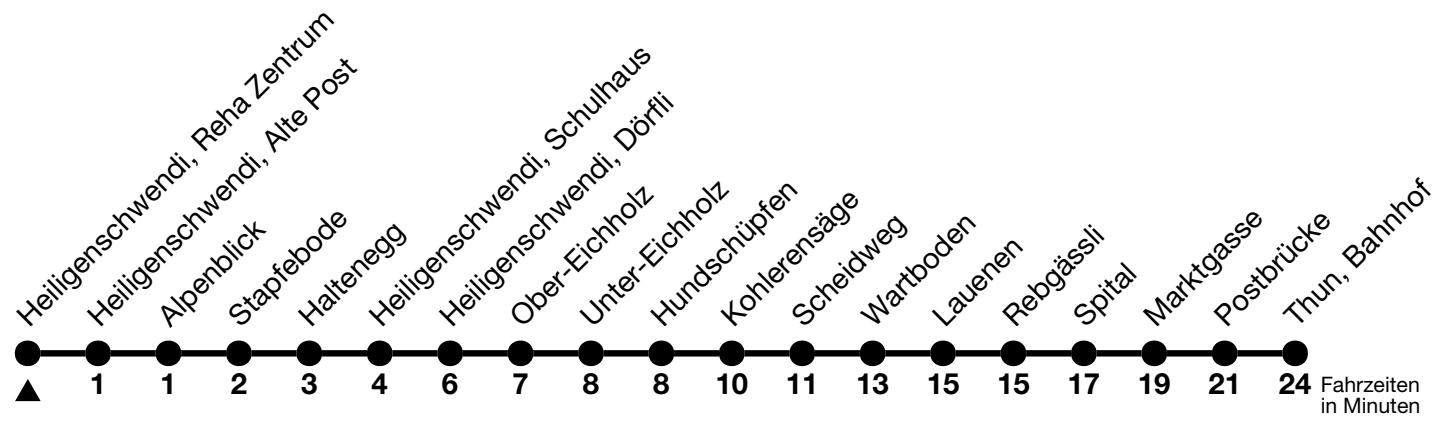 Heiligenschwendi, Reha Zentrum
Heiligenschwendi, Alte Post
Alpenblick
Stapfebode
Haltenegg
Heiligenschwendi, Schulhaus
Heiligenschwendi, Dörfli
Ober-Eichholz
Unter-Eichholz
Hundschüpfen
Kohlerensäge
Scheidweg
Wartboden
Lauenen
Rebgässli
Spital
Marktgasse
Postbrücke
Thun, Bahnhof
1 1 2 3 4 6 7 8 8 10 11 13 15 15 17 19 21 24 Fahrzeiten
in Minuten